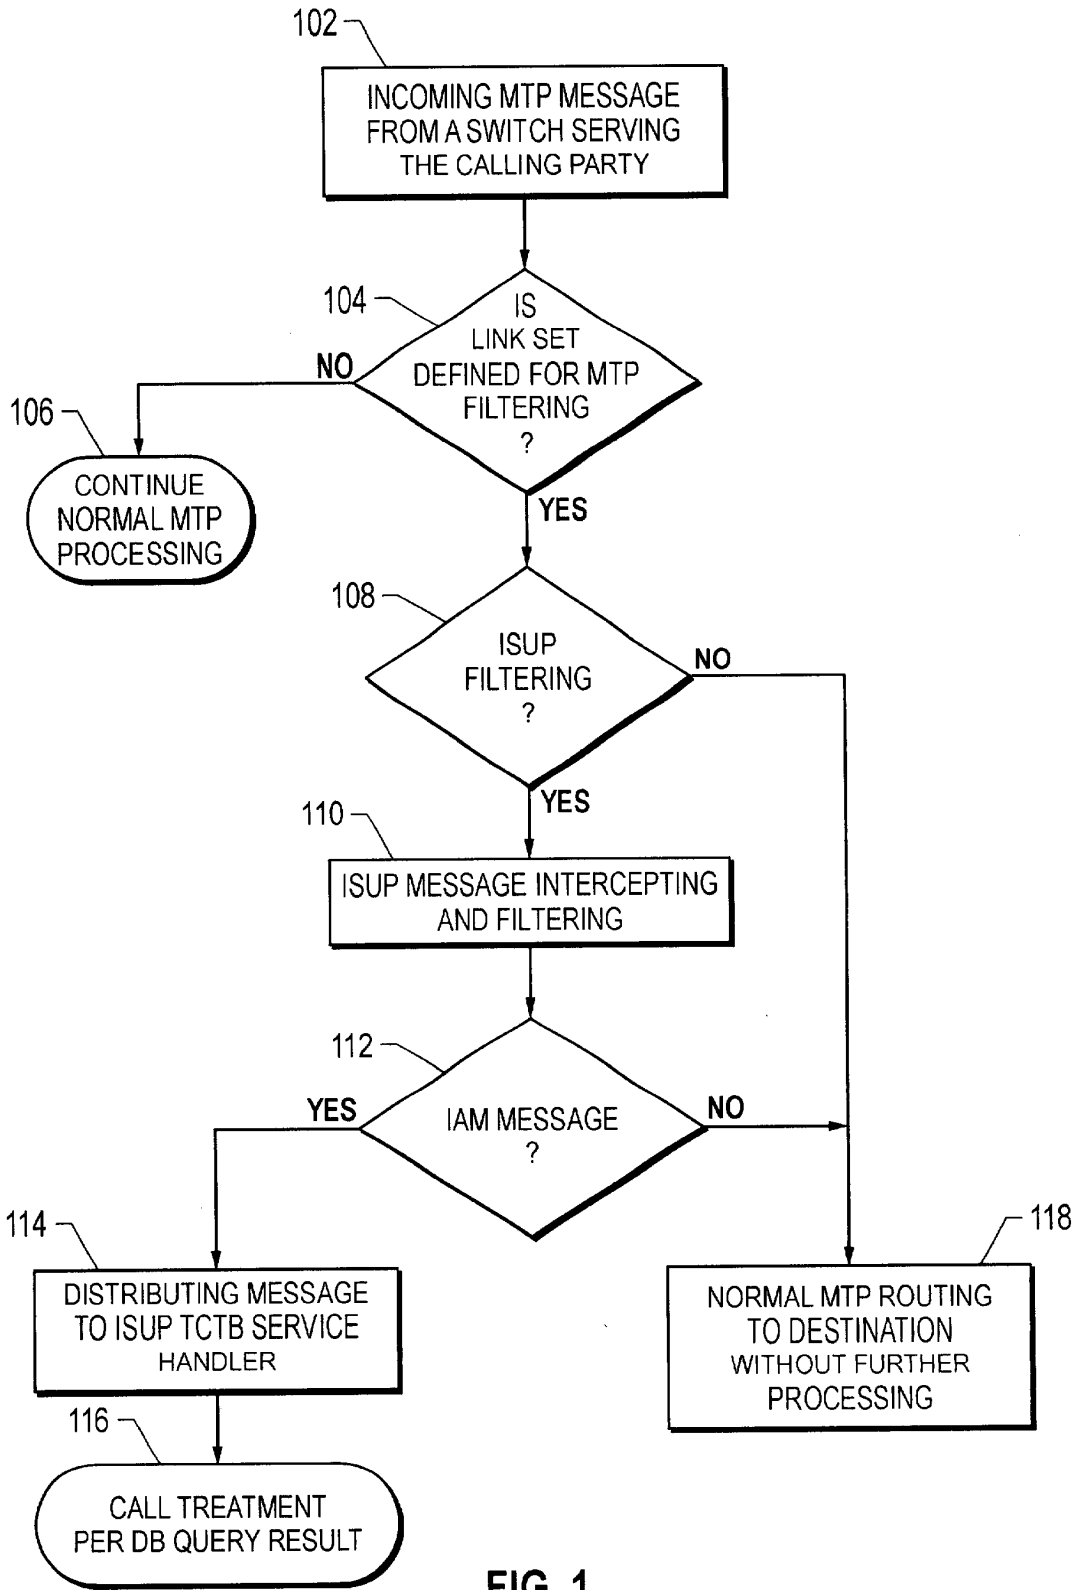 102
INCOMING MTP MESSAGE
FROM A SWITCH SERVING
THE CALLING PARTY
104
IS
LINK SET
DEFINED FOR MTP
FILTERING
?
NO
YES
106
CONTINUE
NORMAL MTP
PROCESSING
108
ISUP
FILTERING
?
NO
YES
110
ISUP MESSAGE INTERCEPTING
AND FILTERING
112
IAM MESSAGE
?
YES
NO
114
DISTRIBUTING MESSAGE
TO ISUP TCTB SERVICE
HANDLER
118
NORMAL MTP ROUTING
TO DESTINATION
WITHOUT FURTHER
PROCESSING
116
CALL TREATMENT
PER DB QUERY RESULT
FIG. 1